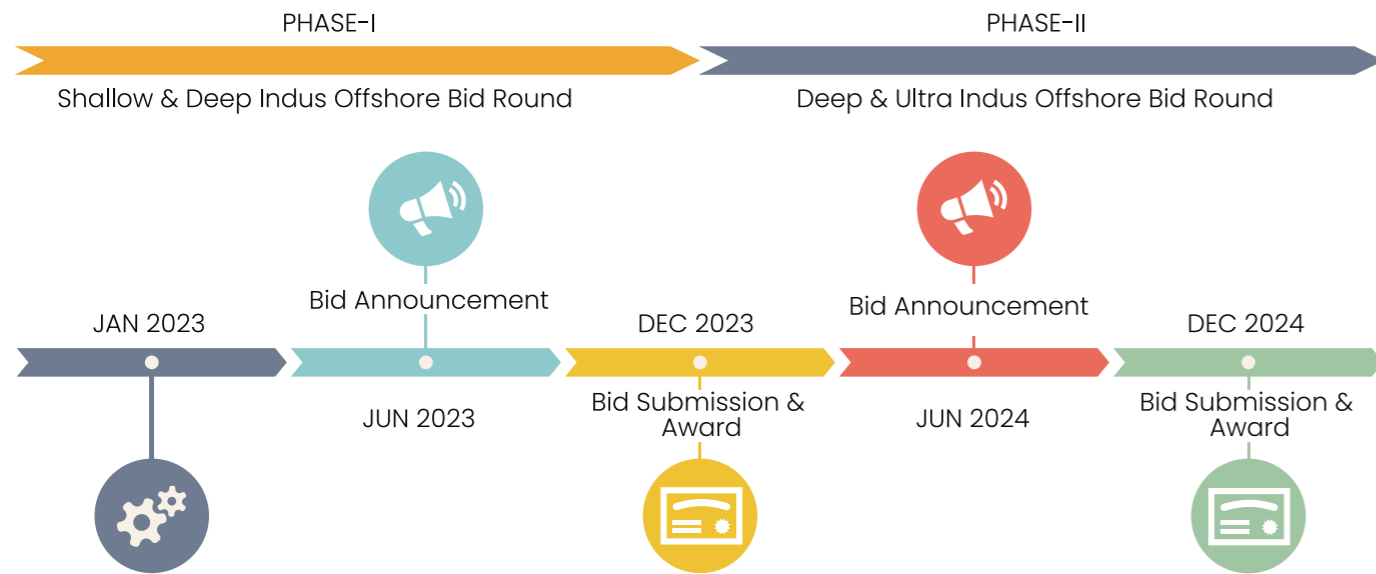 PHASE-I
PHASE-II
Shallow & Deep Indus Offshore Bid Round
Deep & Ultra Indus Offshore Bid Round
Bid Announcement
Bid Announcement
JAN 2023
DEC 2023
DEC 2024
JUN 2023
Bid Submission &
Award
JUN 2024
Bid Submission &
Award